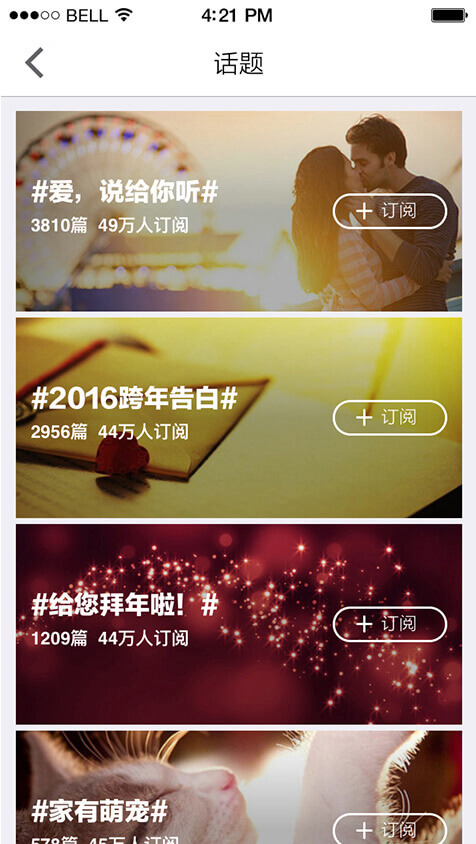 BELL 4:21 PM
话题
#爱，说给你听#
3810篇 49万人订阅
+ 订阅
#2016跨年告白#
2956篇 44万人订阅
+ 订阅
#给您拜年啦！#
1209篇 44万人订阅
+ 订阅
#家有萌宠#
578篇 45万人订阅
+ 订阅